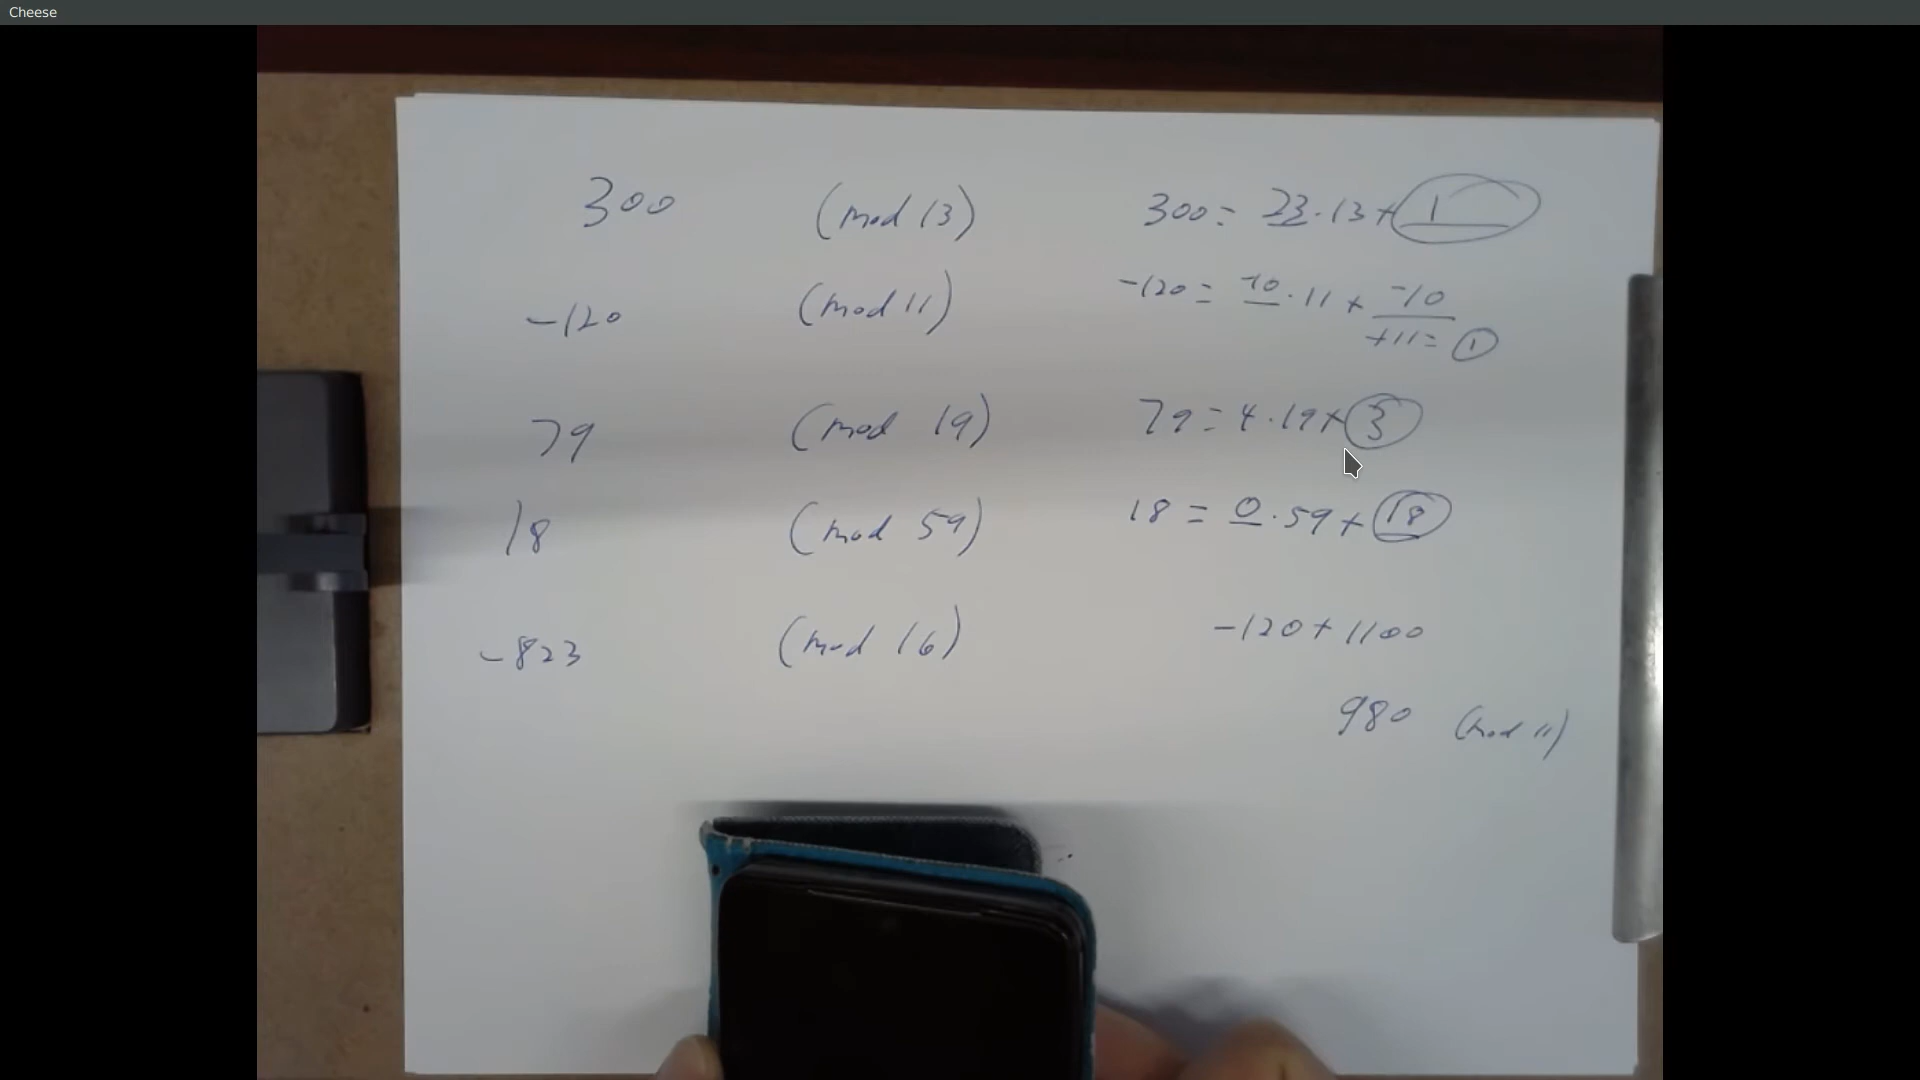 Cheese
300 (mod 13) 300 = 23 · 13 + 1
-120 (mod 11) -120 = -10 · 11 + -10
+11 = 1
79 (mod 19) 79 = 4 · 19 + 3
18 (mod 59) 18 = 0 · 59 + 18
-823 (mod 16) -120 + 1100
980 (mod 11)